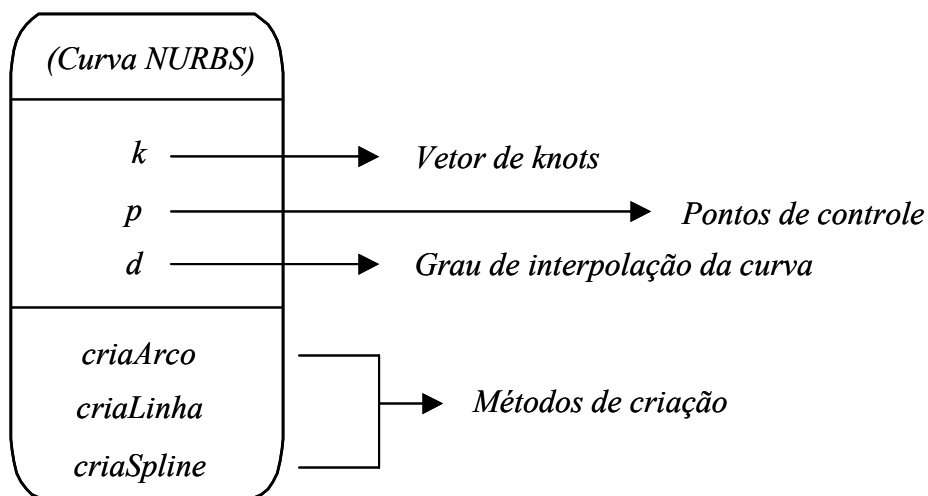 (Curva NURBS)
k
Vetor de knots
p
Pontos de controle
d
Grau de interpolação da curva
criaArco
criaLinha
Métodos de criação
criaSpline